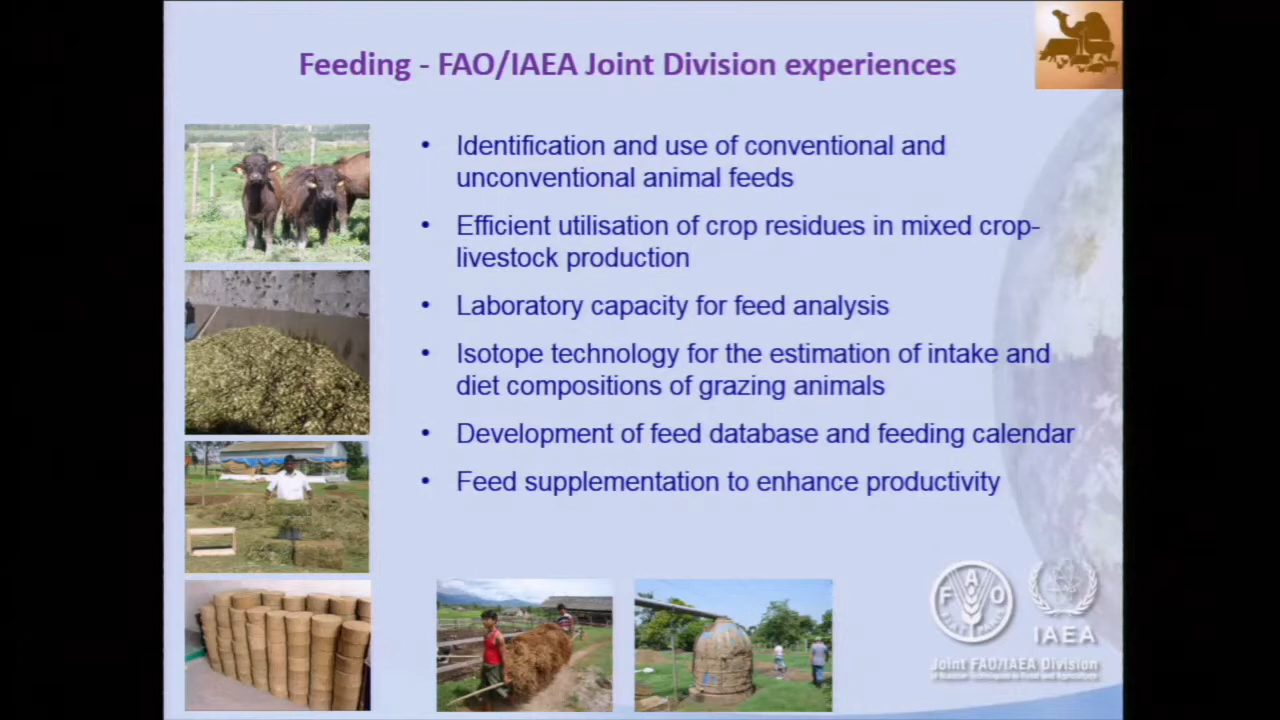 Feeding - FAO/IAEA Joint Division experiences
• Identification and use of conventional and
unconventional animal feeds
• Efficient utilisation of crop residues in mixed crop-
livestock production
• Laboratory capacity for feed analysis
• Isotope technology for the estimation of intake and
diet compositions of grazing animals
• Development of feed database and feeding calendar
• Feed supplementation to enhance productivity
F A O
IAEA
Joint FAO/IAEA Division